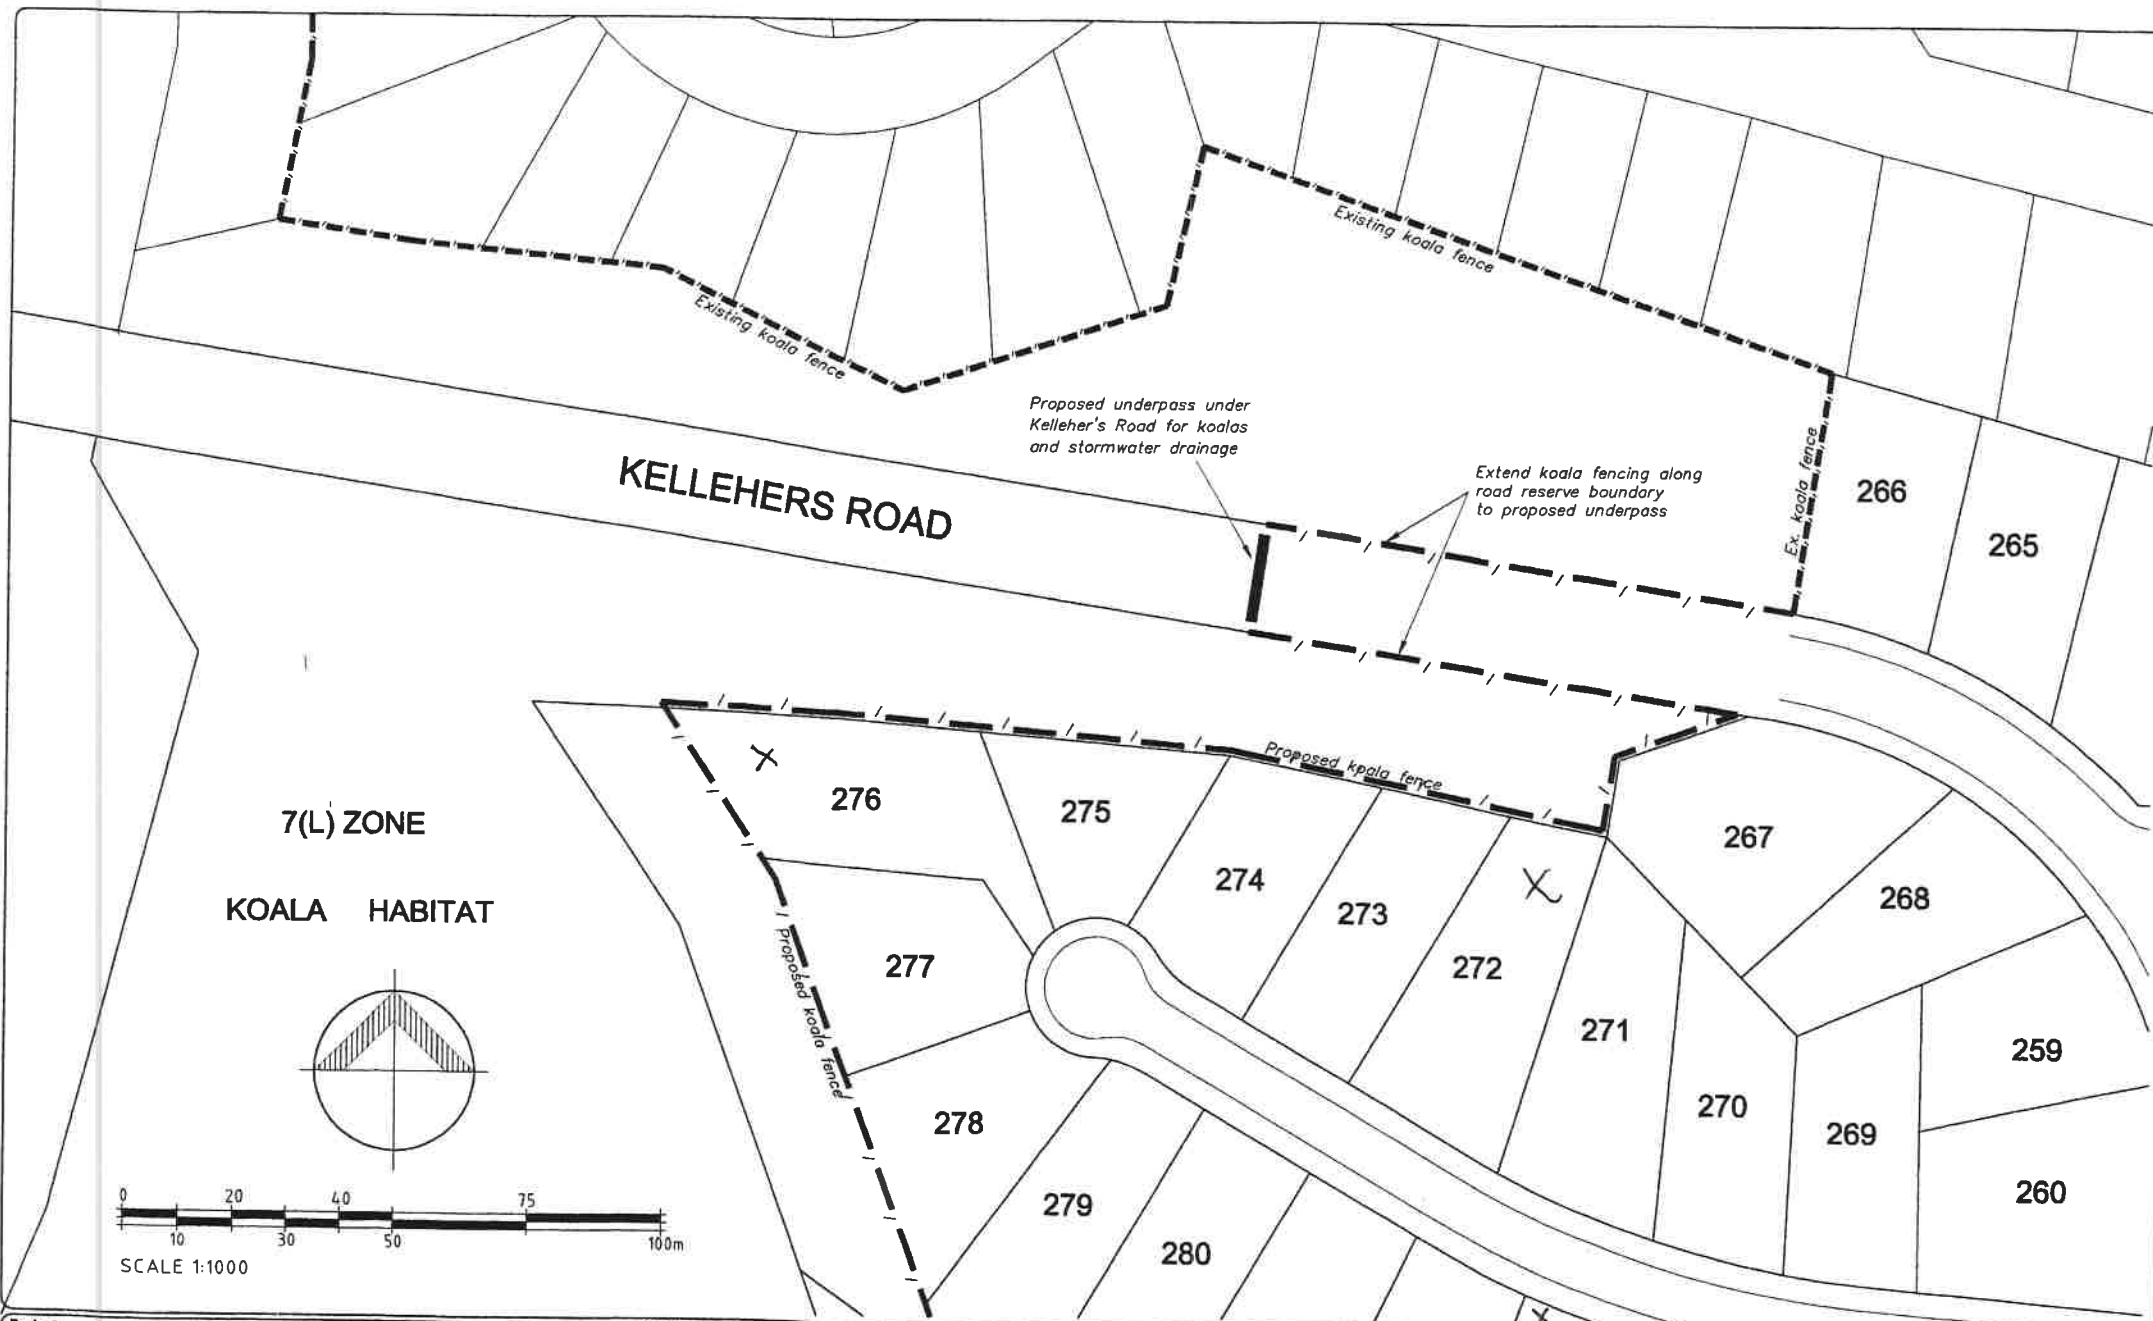 Existing koala fence
Existing koala fence
Proposed underpass under
Kelleher's Road for koalas
and stormwater drainage
KELLEHERS ROAD
Extend koala fencing along
road reserve boundary
to proposed underpass
Ex. koala fence
266
265
Proposed kpala fence
276
275
274
273
272
271
270
269
267
268
259
260
277
278
279
280
Proposed koala fence
7(L) ZONE
KOALA HABITAT
0 20 40 75
10 30 50 100m
SCALE 1:1000